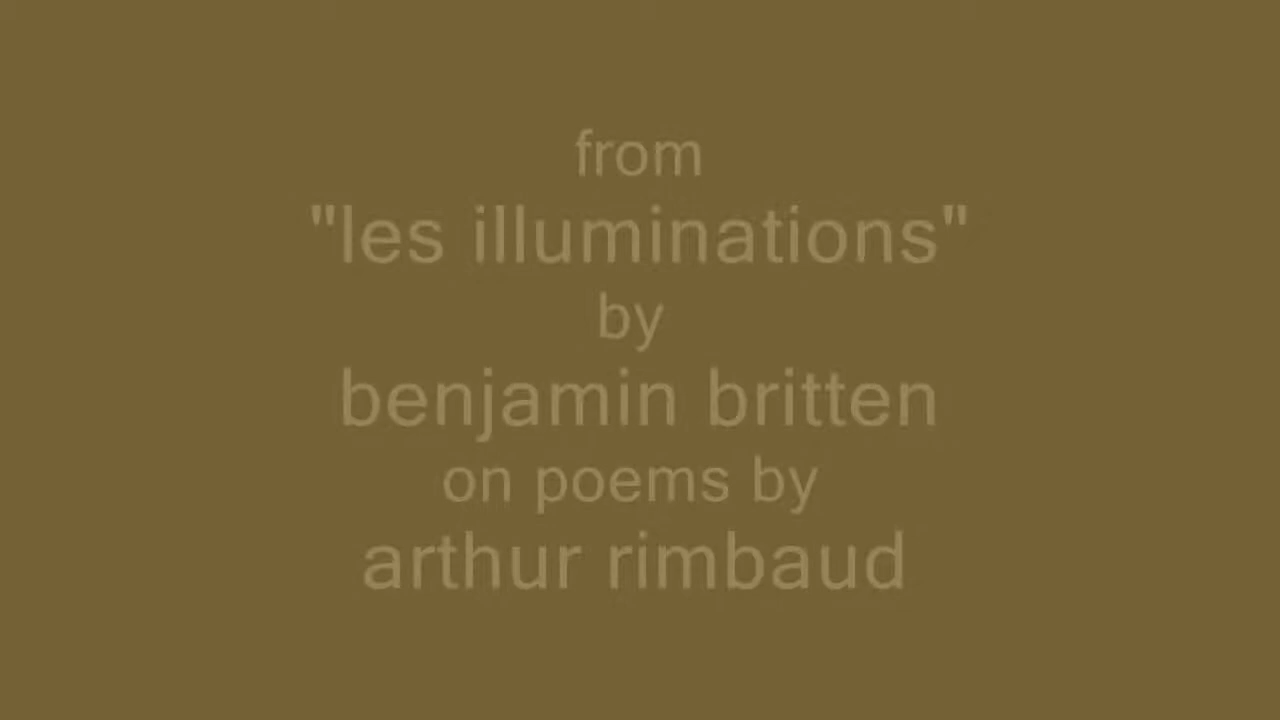 from
"les illuminations"
by
benjamin britten
on poems by
arthur rimbaud